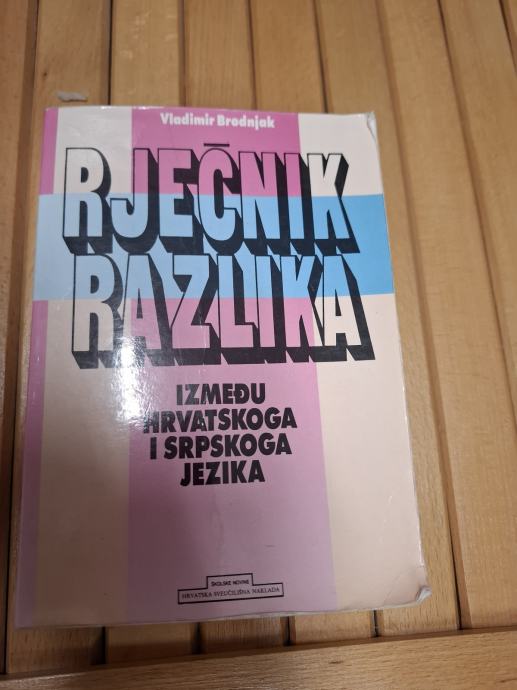 Vladimir Brodnjak
RJEČNIK
RAZLIKA
IZMEĐU
HRVATSKOGA
I SRPSKOGA
JEZIKA
ŠKOLSKE NOVINE
HRVATSKA SVEUČILIŠNA NAKLADA